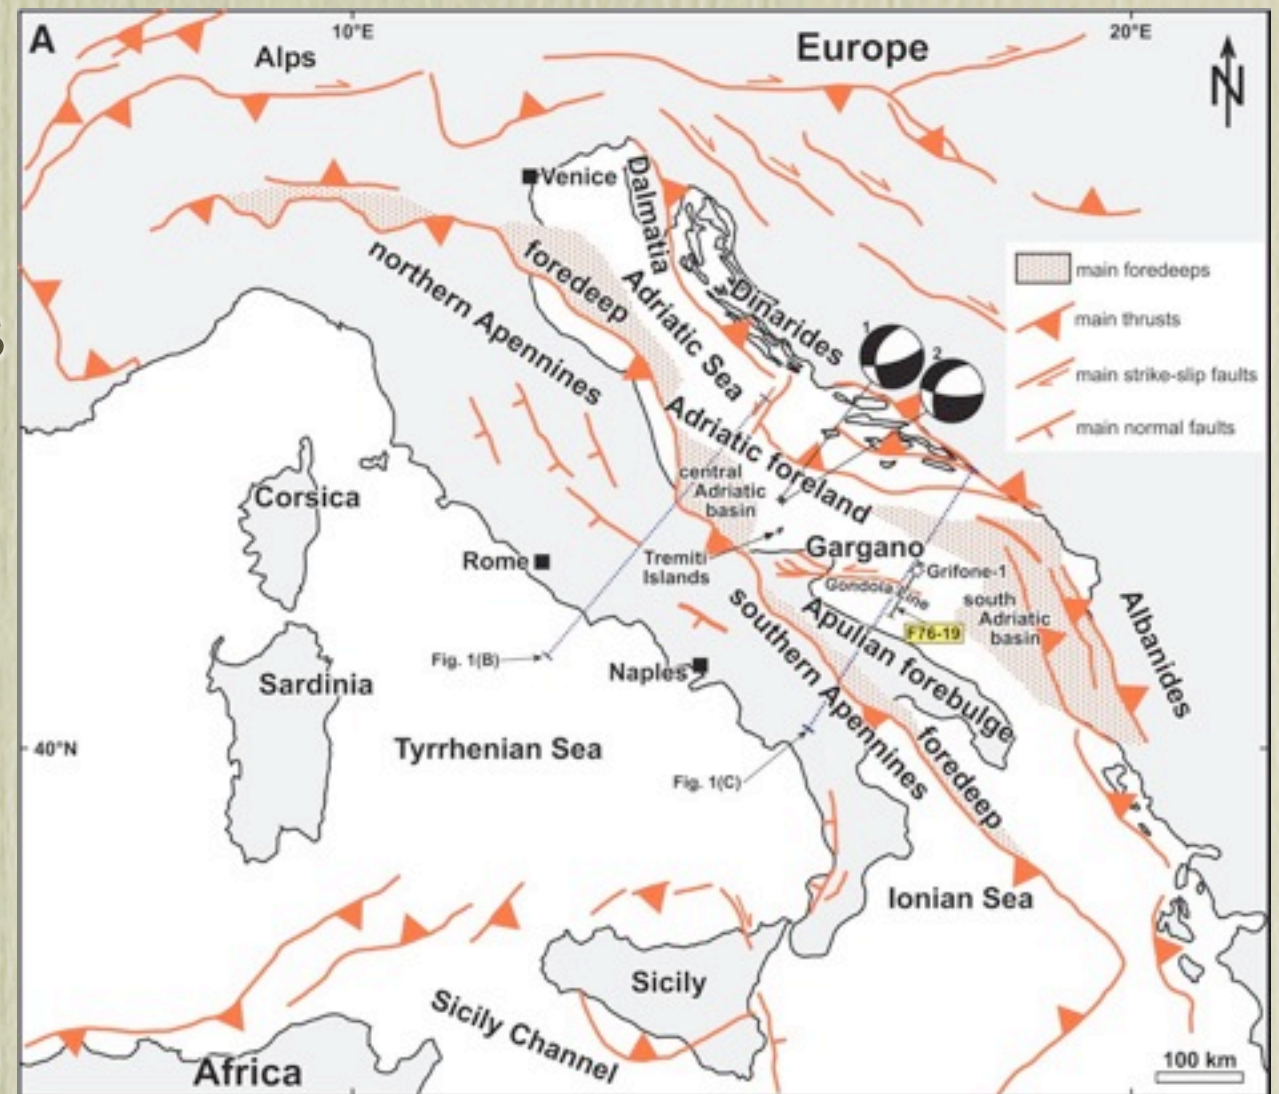 A
10°E
20°E
Alps
Europe
N
Venice
Dalmatia
main foredeeps
main thrusts
main strike-slip faults
main normal faults
foredeep
northern Apennines
Adriatic Sea
Dinarides
1
2
Adriatic foreland
central
Adriatic
basin
Corsica
Rome
Tremiti
Islands
Gargano
Grifone-1
Gondola Line
south
Adriatic
basin
F76-19
Albanides
southern Apennines
Apulian forebulge
Fig. 1(B)
Naples
Sardinia
40°N
Tyrrhenian Sea
Fig. 1(C)
foredeep
Ionian Sea
Sicily
Sicily Channel
Africa
100 km